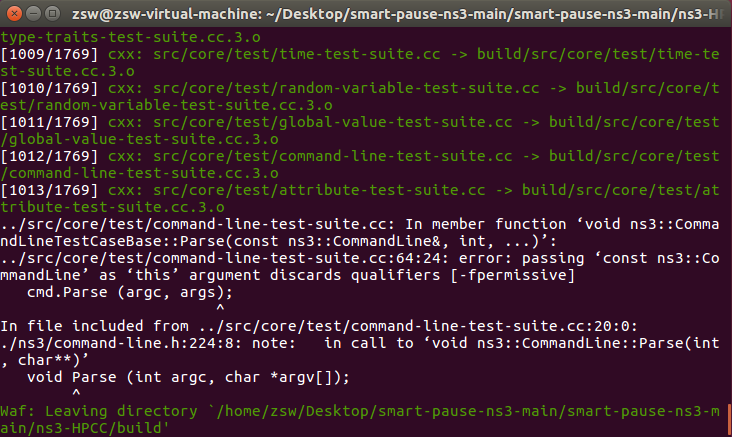 zsw@zsw-virtual-machine: ~/Desktop/smart-pause-ns3-main/smart-pause-ns3-main/ns3-HP
type-traits-test-suite.cc.3.o
[1009/1769] cxx: src/core/test/time-test-suite.cc -> build/src/core/test/time-te
st-suite.cc.3.o
[1010/1769] cxx: src/core/test/random-variable-test-suite.cc -> build/src/core/t
est/random-variable-test-suite.cc.3.o
[1011/1769] cxx: src/core/test/global-value-test-suite.cc -> build/src/core/test
/global-value-test-suite.cc.3.o
[1012/1769] cxx: src/core/test/command-line-test-suite.cc -> build/src/core/test
/command-line-test-suite.cc.3.o
[1013/1769] cxx: src/core/test/attribute-test-suite.cc -> build/src/core/test/at
tribute-test-suite.cc.3.o
../src/core/test/command-line-test-suite.cc: In member function ‘void ns3::Comma
ndLineTestCaseBase::Parse(const ns3::CommandLine&, int, ...)’:
../src/core/test/command-line-test-suite.cc:64:24: error: passing ‘const ns3::Co
mmandLine’ as ‘this’ argument discards qualifiers [-fpermissive]
   cmd.Parse (argc, args);
                        ^
In file included from ../src/core/test/command-line-test-suite.cc:20:0:
./ns3/command-line.h:224:8: note:   in call to ‘void ns3::CommandLine::Parse(int
, char**)’
   void Parse (int argc, char *argv[]);
        ^
Waf: Leaving directory `/home/zsw/Desktop/smart-pause-ns3-main/smart-pause-ns3-m
ain/ns3-HPCC/build'